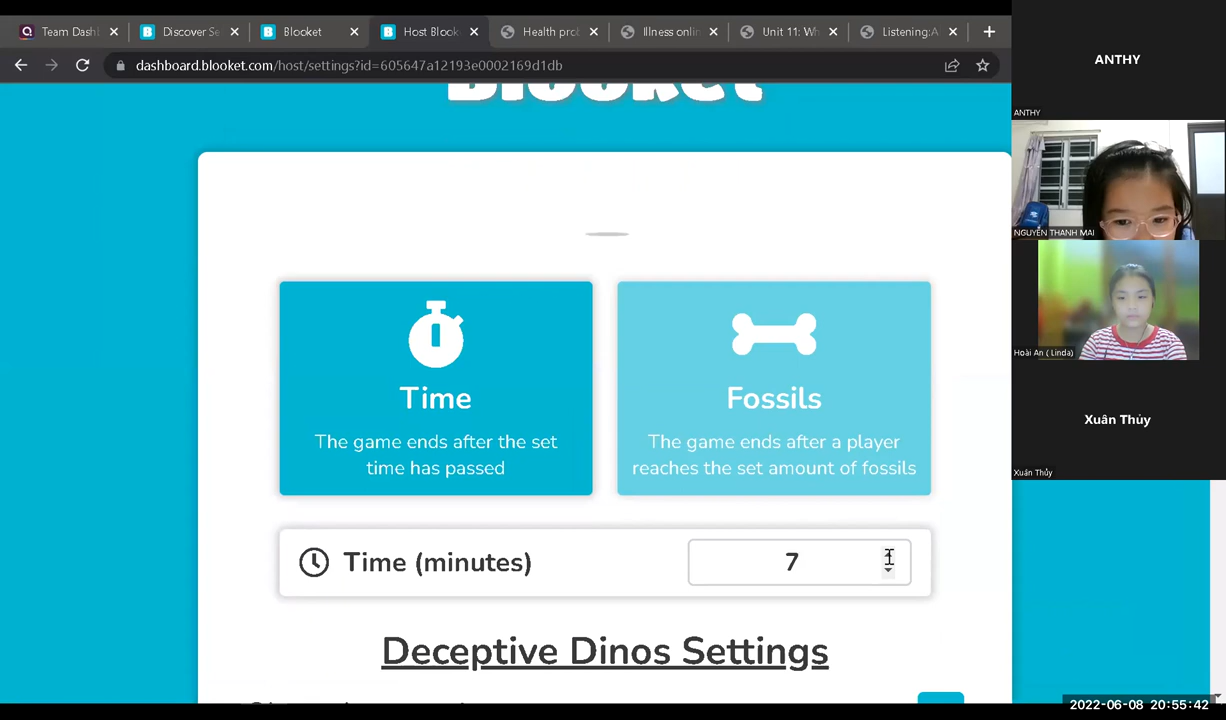 Team Dash
Discover Se
Blooket
Host Blook
Health prob
Illness onlin
Unit 11: Wh
Listening:A
dashboard.blooket.com/host/settings?id=605647a12193e0002169d1db
Blooket
Time
The game ends after the set
time has passed
Fossils
The game ends after a player
reaches the set amount of fossils
Time (minutes)
7
Deceptive Dinos Settings
ANTHY
ANTHY
NGUYEN THANH MAI
Hoài An ( Linda)
Xuân Thủy
Xuân Thủy
2022-06-08 20:55:42